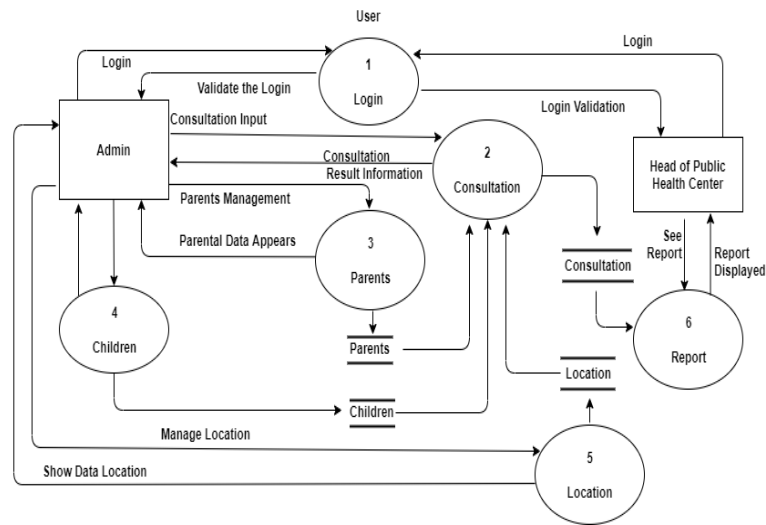 User
Login
Login
1
Login
Validate the Login
Login Validation
Consultation Input
Admin
2
Consultation
Consultation
Result Information
Head of Public
Health Center
Parents Management
Parental Data Appears
3
Parents
See
Report
Report
Displayed
Consultation
4
Children
6
Report
Parents
Location
Children
Manage Location
5
Location
Show Data Location